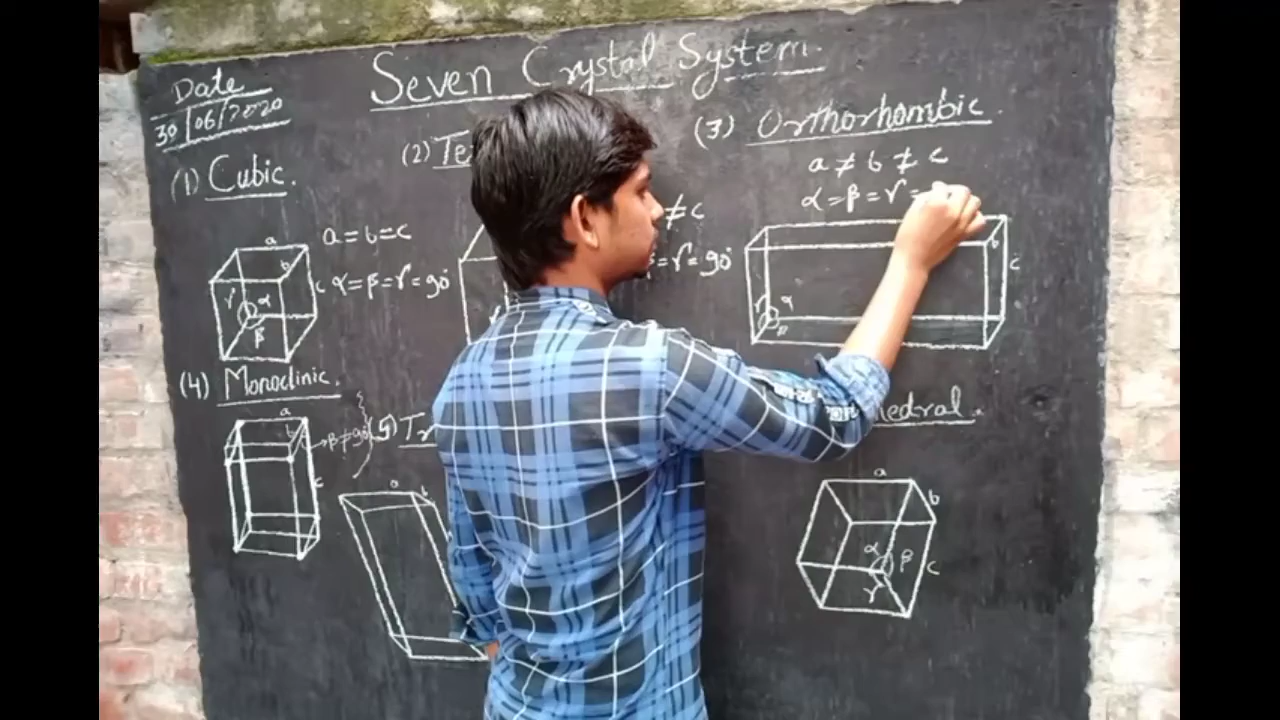 Date
30/06/2020
Seven Crystal System.
(1) Cubic.
a = b = c
α = β = γ = 90°
a
b
c
γ
α
β
(2) Te
≠ c
= γ = 90°
(3) Orthorhombic.
a ≠ b ≠ c
α = β = γ =
b
c
γ
α
(4) Monoclinic.
a
b
→ β ≠ 90°
c
(5) Tr
a
b
hedral.
a
b
c
α
β
γ